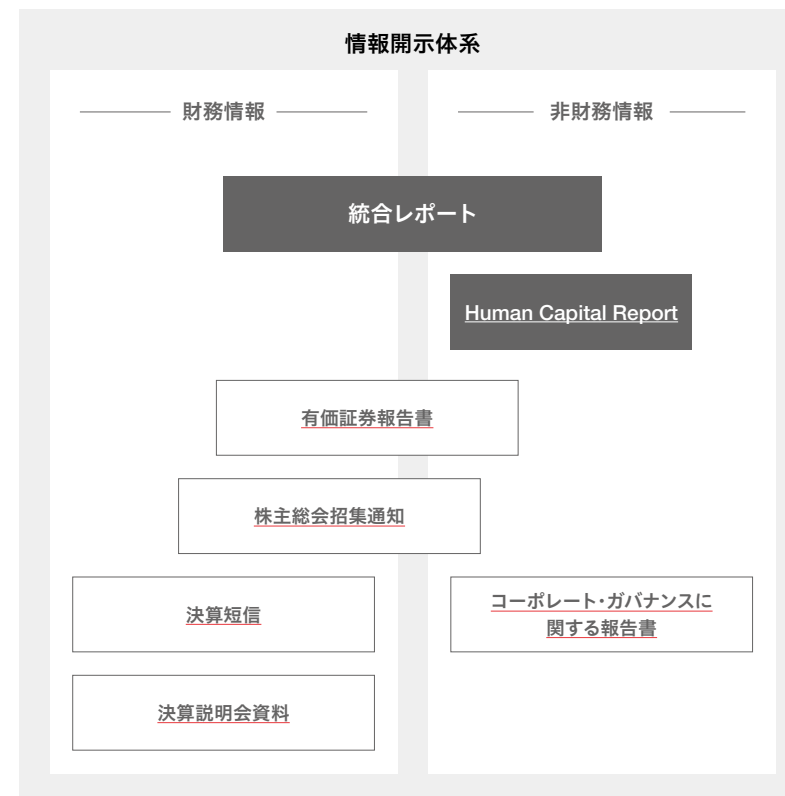 情報開示体系
財務情報
非財務情報
統合レポート
Human Capital Report
有価証券報告書
株主総会招集通知
決算短信
コーポレート・ガバナンスに
関する報告書
決算説明会資料